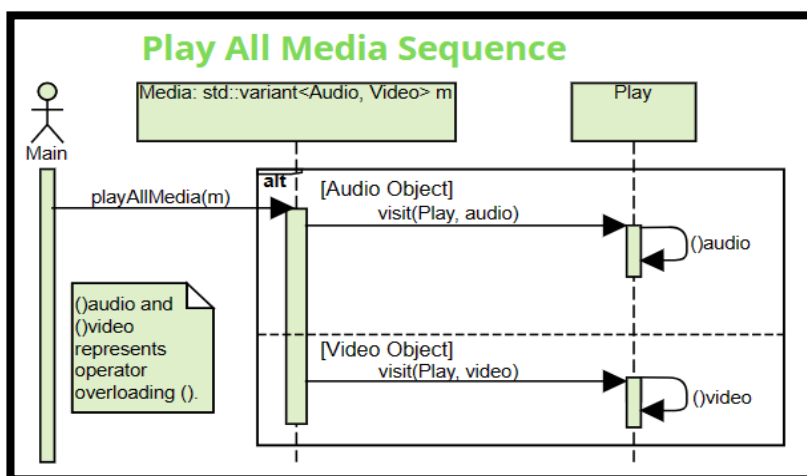 Play All Media Sequence
Media: std::variant<Audio, Video> m
Play
Main
alt
[Audio Object]
playAllMedia(m)
visit(Play, audio)
()audio
()audio and
()video
represents
operator
overloading ().
[Video Object]
visit(Play, video)
()video